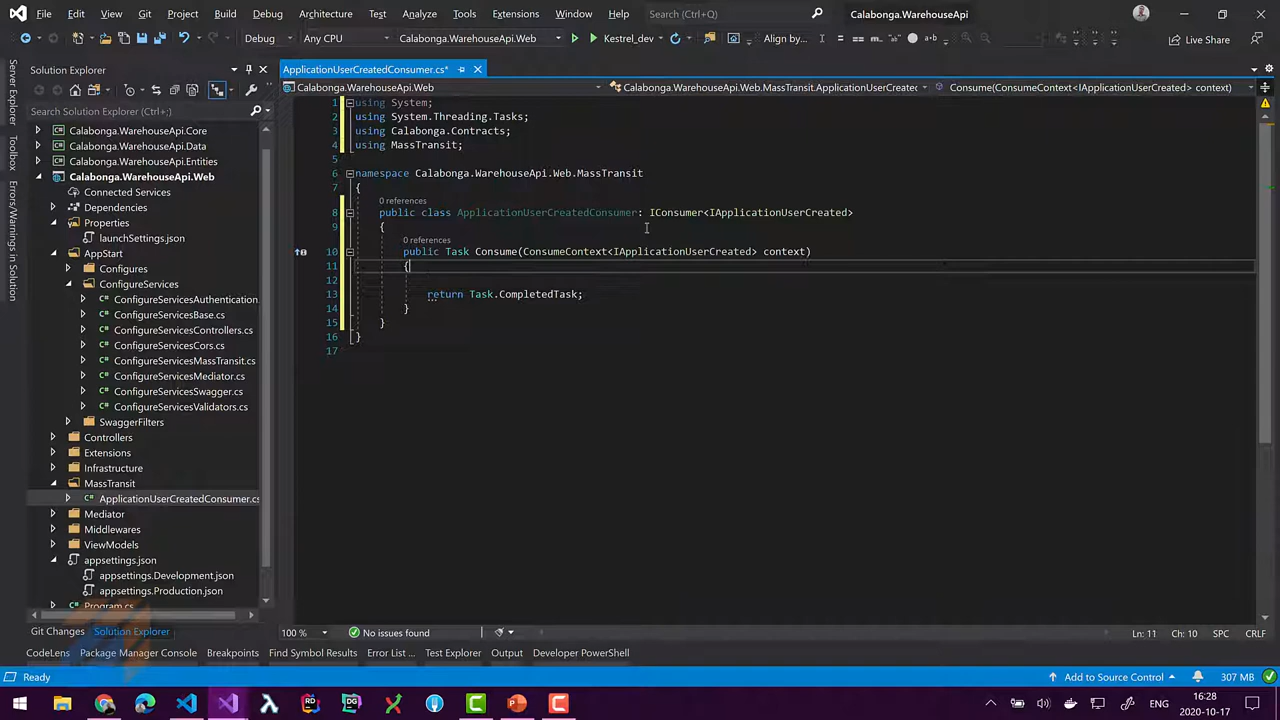 File Edit View Git Project Build Debug Architecture Test Analyze Tools Extensions Window Help Search (Ctrl+Q) Calabonga.WarehouseApi
Debug Any CPU Calabonga.WarehouseApi.Web Kestrel_dev Align by... Live Share
Server Explorer
Toolbox
Errors/Warnings in Solution
Solution Explorer
Search Solution Explorer (Ctrl+;)
Calabonga.WarehouseApi.Core
Calabonga.WarehouseApi.Data
Calabonga.WarehouseApi.Entities
Calabonga.WarehouseApi.Web
Connected Services
Dependencies
Properties
launchSettings.json
AppStart
Configures
ConfigureServices
ConfigureServicesAuthentication.
ConfigureServicesBase.cs
ConfigureServicesControllers.cs
ConfigureServicesCors.cs
ConfigureServicesMassTransit.cs
ConfigureServicesMediator.cs
ConfigureServicesSwagger.cs
ConfigureServicesValidators.cs
SwaggerFilters
Controllers
Extensions
Infrastructure
MassTransit
ApplicationUserCreatedConsumer.cs
Mediator
Middlewares
ViewModels
appsettings.json
appsettings.Development.json
appsettings.Production.json
Program.cs
Git Changes Solution Explorer
ApplicationUserCreatedConsumer.cs*
Calabonga.WarehouseApi.Web Calabonga.WarehouseApi.Web.MassTransit.ApplicationUserCreated Consume(ConsumeContext<IApplicationUserCreated> context)
1 using System;
2 using System.Threading.Tasks;
3 using Calabonga.Contracts;
4 using MassTransit;
5
6 namespace Calabonga.WarehouseApi.Web.MassTransit
7 {
0 references
8 public class ApplicationUserCreatedConsumer: IConsumer<IApplicationUserCreated>
9 {
0 references
10 public Task Consume(ConsumeContext<IApplicationUserCreated> context)
11 {
12
13 return Task.CompletedTask;
14 }
15 }
16 }
17
100 % No issues found Ln: 11 Ch: 10 SPC CRLF
CodeLens Package Manager Console Breakpoints Find Symbol Results Error List ... Test Explorer Output Developer PowerShell
Ready Add to Source Control 307 MB
ENG 16:28
2020-10-17